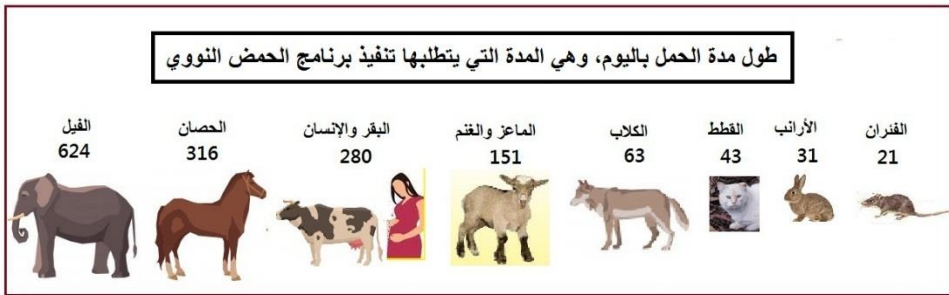 طول مدة الحمل باليوم، وهي المدة التي يتطلبها تنفيذ برنامج الحمض النووي
الفئران
21
الأرانب
31
القطط
43
الكلاب
63
الماعز والغنم
151
البقر والإنسان
280
الحصان
316
الفيل
624